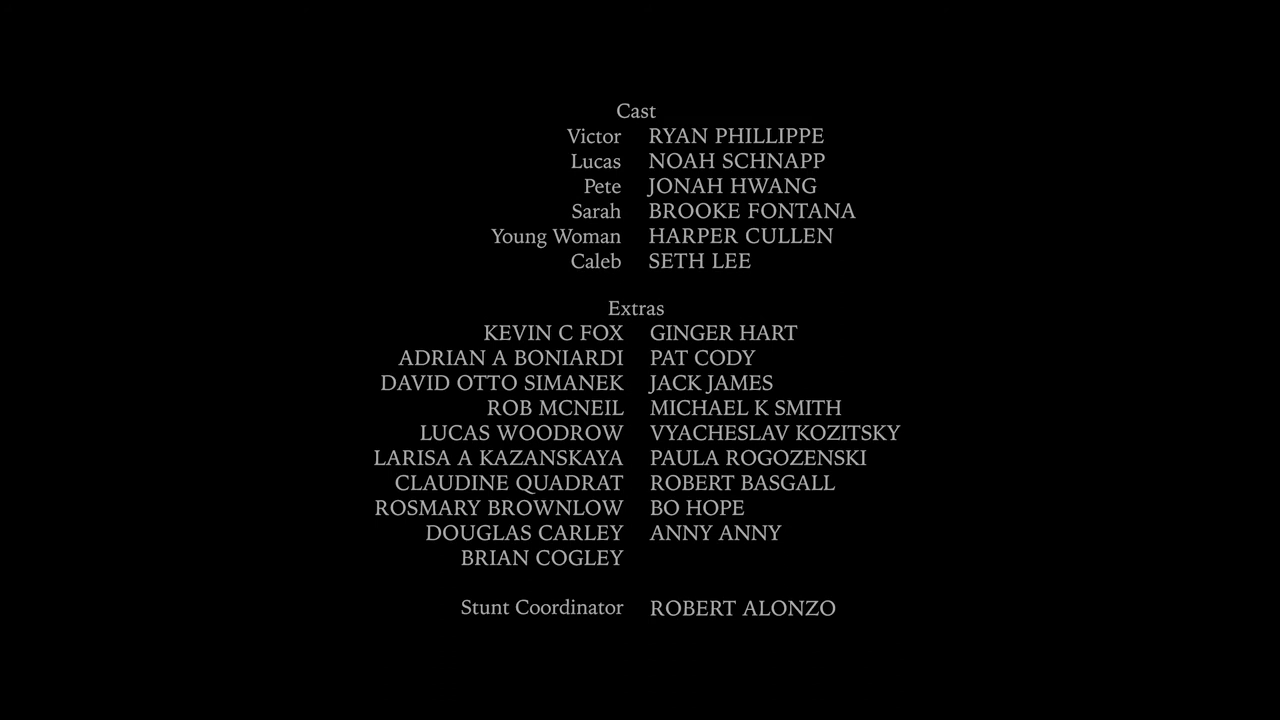 Cast
Victor RYAN PHILLIPPE
Lucas NOAH SCHNAPP
Pete JONAH HWANG
Sarah BROOKE FONTANA
Young Woman HARPER CULLEN
Caleb SETH LEE
Extras
KEVIN C FOX GINGER HART
ADRIAN A BONIARDI PAT CODY
DAVID OTTO SIMANEK JACK JAMES
ROB MCNEIL MICHAEL K SMITH
LUCAS WOODROW VYACHESLAV KOZITSKY
LARISA A KAZANSKAYA PAULA ROGOZENSKI
CLAUDINE QUADRAT ROBERT BASGALL
ROSMARY BROWNLOW BO HOPE
DOUGLAS CARLEY ANNY ANNY
BRIAN COGLEY
Stunt Coordinator ROBERT ALONZO